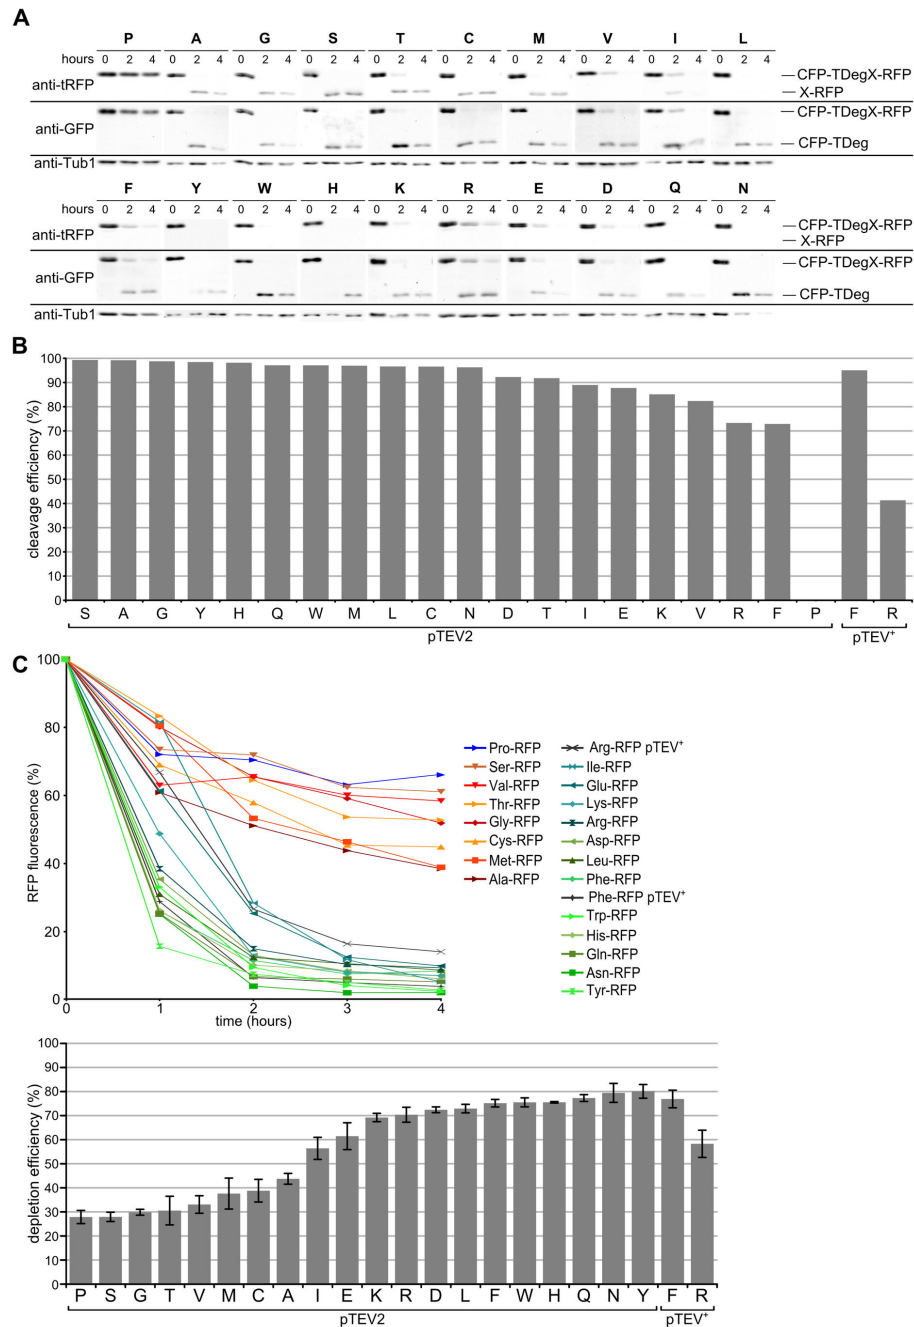 A
P A G S T C M V I L
hours 0 2 4 0 2 4 0 2 4 0 2 4 0 2 4 0 2 4 0 2 4 0 2 4 0 2 4 0 2 4
anti-tRFP
CFP-TDegX-RFP
X-RFP
anti-GFP
CFP-TDegX-RFP
CFP-TDeg
anti-Tub1
F Y W H K R E D Q N
hours 0 2 4 0 2 4 0 2 4 0 2 4 0 2 4 0 2 4 0 2 4 0 2 4 0 2 4 0 2 4
anti-tRFP
CFP-TDegX-RFP
X-RFP
anti-GFP
CFP-TDegX-RFP
CFP-TDeg
anti-Tub1
B
cleavage efficiency (%)
100
90
80
70
60
50
40
30
20
10
0
S A G Y H Q W M L C N D T I E K V R F P F R
pTEV2 pTEV⁺
C
RFP fluorescence (%)
100
80
60
40
20
0
0 1 2 3 4
time (hours)
Pro-RFP
Ser-RFP
Val-RFP
Thr-RFP
Gly-RFP
Cys-RFP
Met-RFP
Ala-RFP
Arg-RFP pTEV⁺
Ile-RFP
Glu-RFP
Lys-RFP
Arg-RFP
Asp-RFP
Leu-RFP
Phe-RFP
Phe-RFP pTEV⁺
Trp-RFP
His-RFP
Gln-RFP
Asn-RFP
Tyr-RFP
depletion efficiency (%)
100
90
80
70
60
50
40
30
20
10
0
P S G T V M C A I E K R D L F W H Q N Y F R
pTEV2 pTEV⁺